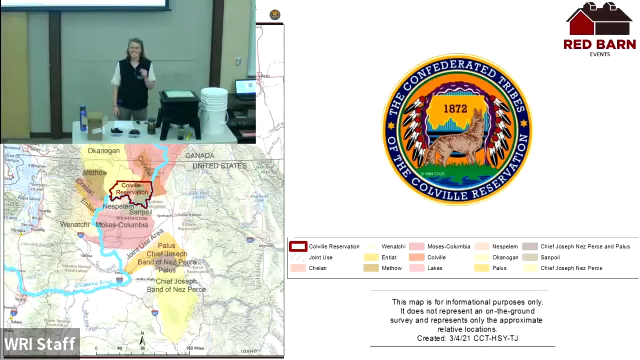 RED BARN
EVENTS
THE CONFEDERATED TRIBES
1872
OF THE COLVILLE RESERVATION
Okanogan
CANADA
UNITED STATES
Methow
Colville
Colville
Reservation
Chelan
Entiat
Nespelem
Sanpoil
WASHINGTON
Wenatchi
Moses-Columbia
Joint Use Area
Palus
Chief Joseph
Band of Nez Perce
Palus
Chief Joseph
Band of Nez Perce
IDAHO
WRI Staff
Colville Reservation
Wenatchi
Moses-Columbia
Nespelem
Chief Joseph Nez Perce and Palus
Joint Use
Entiat
Colville
Okanogan
Sanpoil
Chelan
Methow
Lakes
Palus
Chief Joseph Nez Perce
This map is for informational purposes only.
It does not represent an on-the-ground
survey and represents only the approximate
relative locations.
Created: 3/4/21 CCT-HSY-TJ